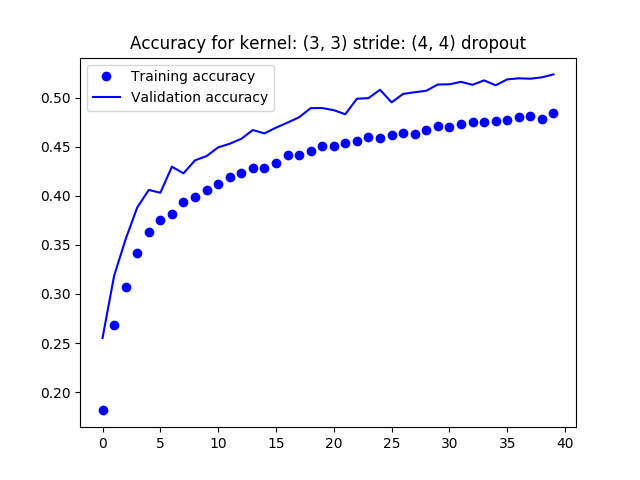 Accuracy for kernel: (3, 3) stride: (4, 4) dropout
Training accuracy
Validation accuracy
0.50
0.45
0.40
0.35
0.30
0.25
0.20
0 5 10 15 20 25 30 35 40